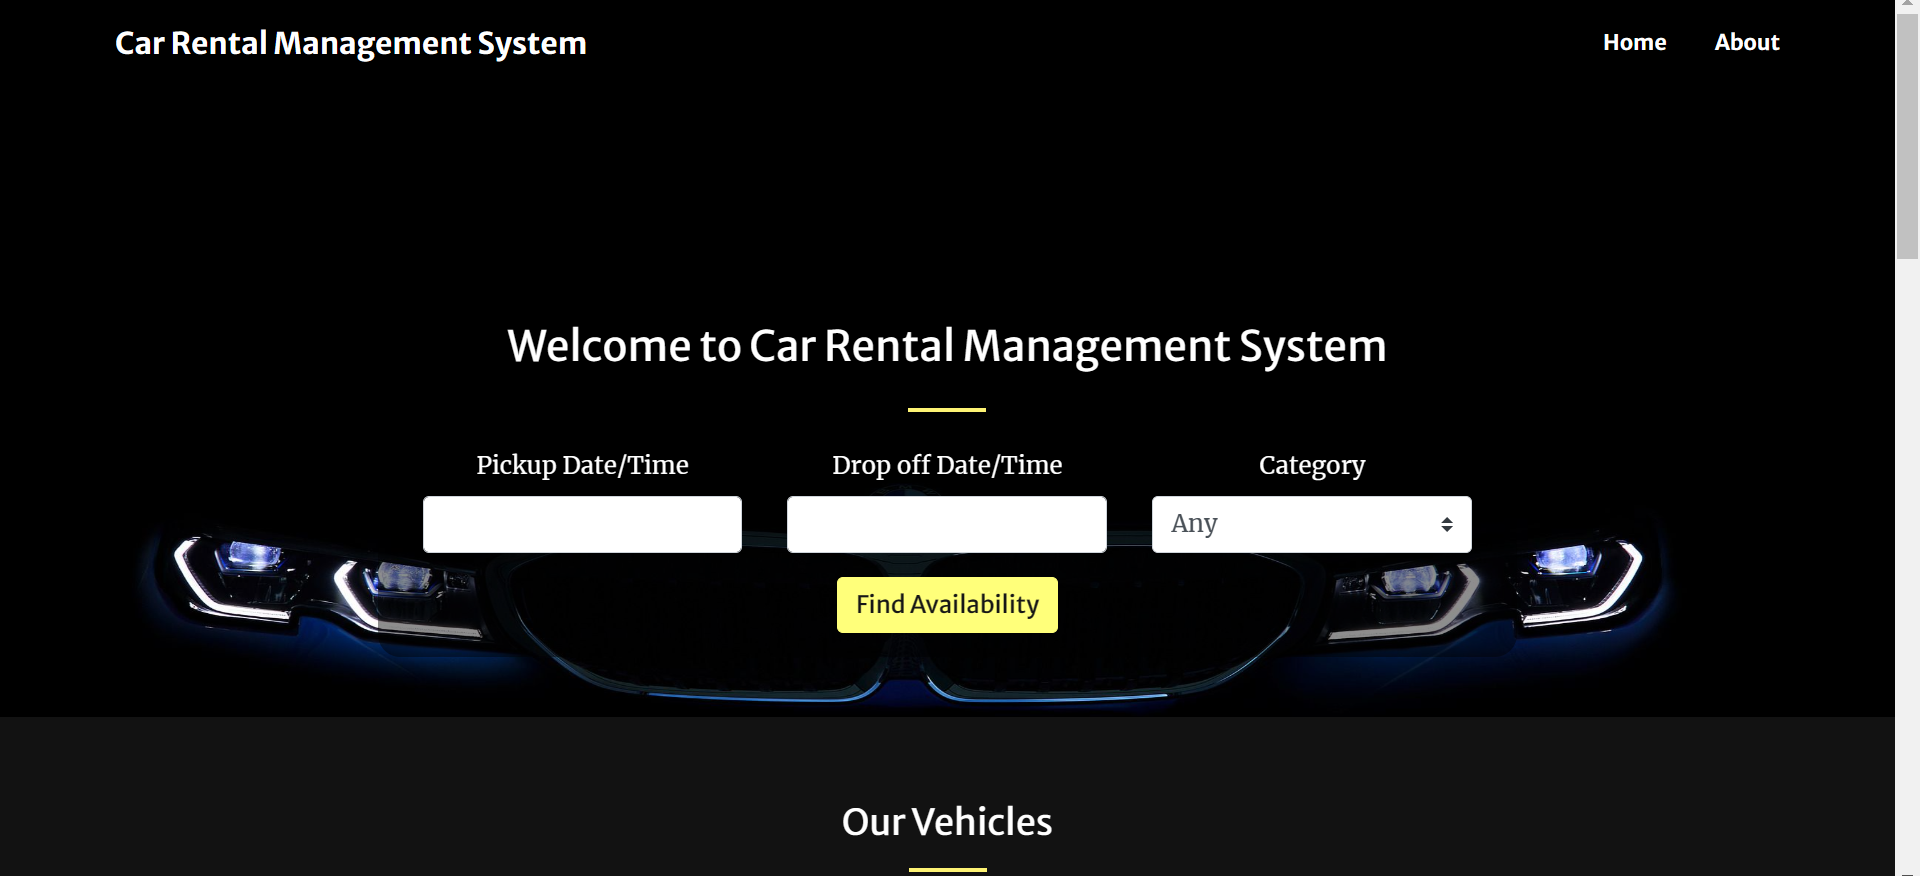 Car Rental Management System
Home About
Welcome to Car Rental Management System
Pickup Date/Time Drop off Date/Time Category
Any
Find Availability
Our Vehicles